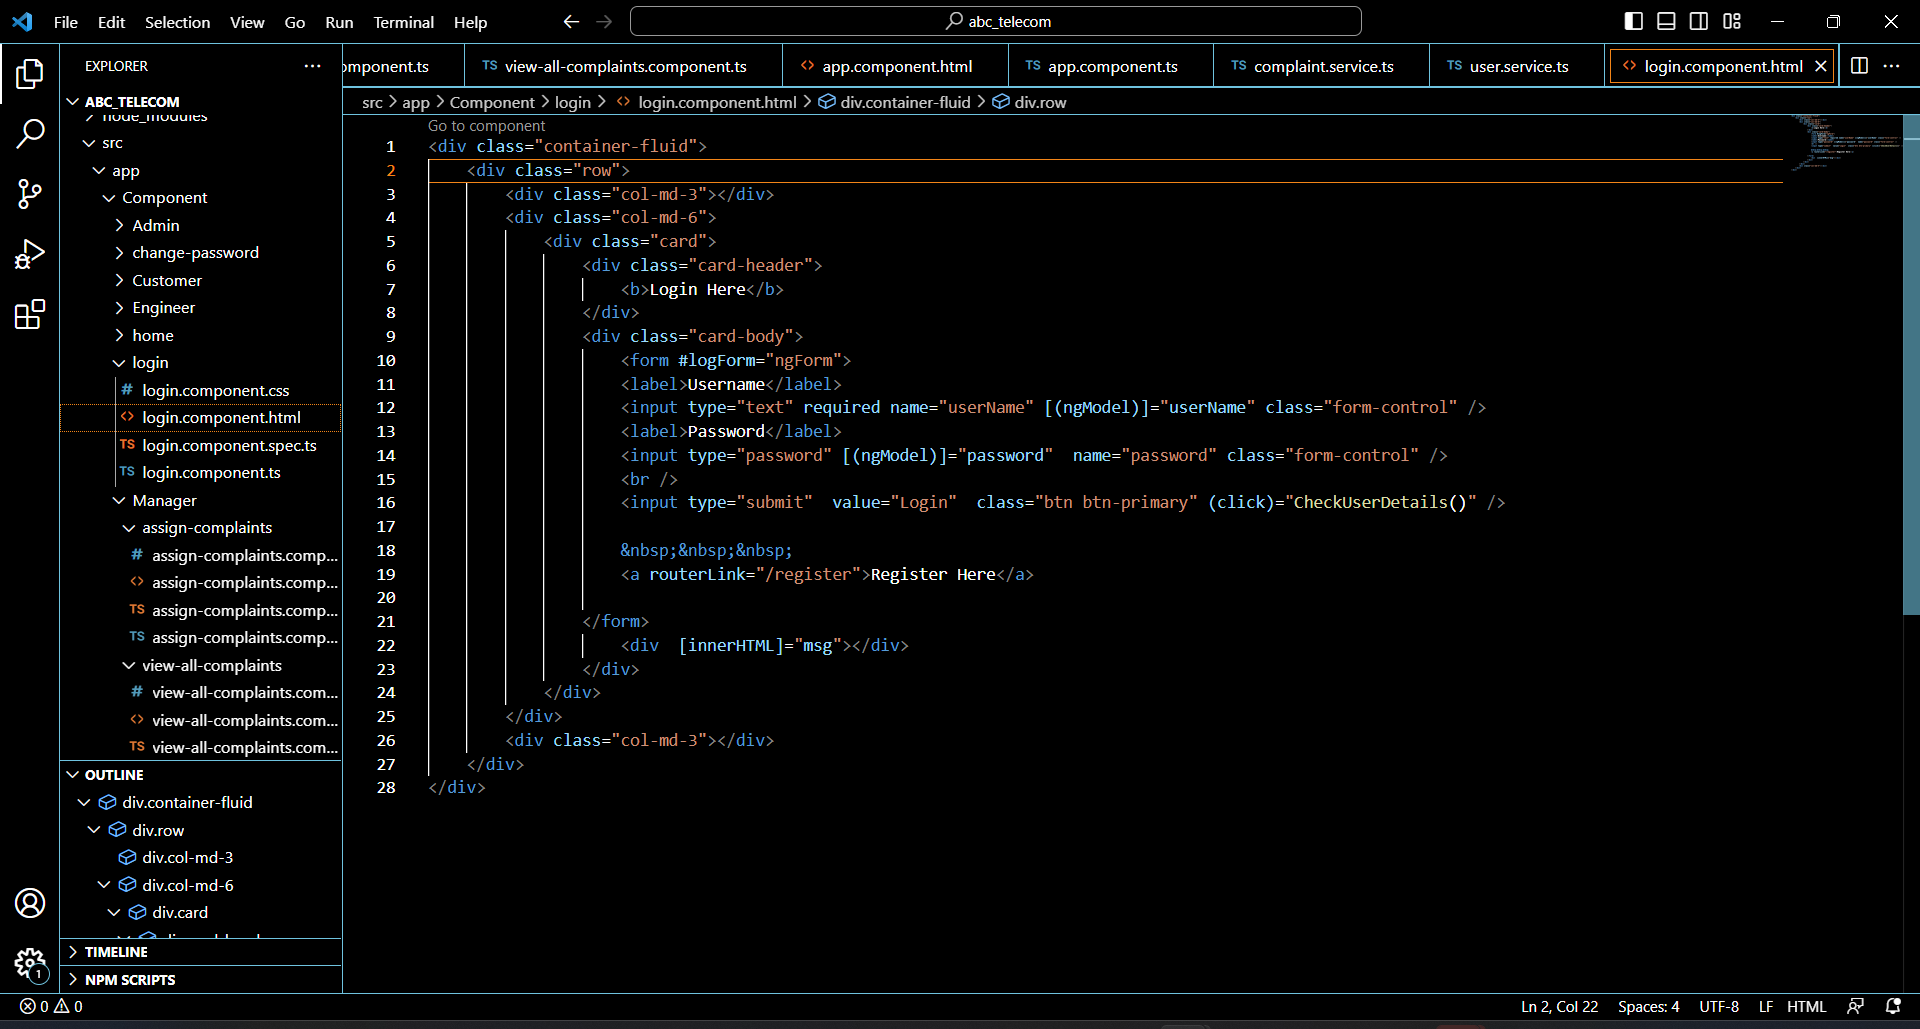 File Edit Selection View Go Run Terminal Help
abc_telecom
EXPLORER
omponent.ts
TS view-all-complaints.component.ts
<> app.component.html
TS app.component.ts
TS complaint.service.ts
TS user.service.ts
<> login.component.html
src > app > Component > login > <> login.component.html > div.container-fluid > div.row
ABC_TELECOM
node_modules
src
app
Component
Admin
change-password
Customer
Engineer
home
login
# login.component.css
<> login.component.html
TS login.component.spec.ts
TS login.component.ts
Manager
assign-complaints
# assign-complaints.comp...
<> assign-complaints.comp...
TS assign-complaints.comp...
TS assign-complaints.comp...
view-all-complaints
# view-all-complaints.com...
<> view-all-complaints.com...
TS view-all-complaints.com...
OUTLINE
div.container-fluid
div.row
div.col-md-3
div.col-md-6
div.card
TIMELINE
NPM SCRIPTS
Go to component
1 <div class="container-fluid">
2 <div class="row">
3 <div class="col-md-3"></div>
4 <div class="col-md-6">
5 <div class="card">
6 <div class="card-header">
7 <b>Login Here</b>
8 </div>
9 <div class="card-body">
10 <form #logForm="ngForm">
11 <label>Username</label>
12 <input type="text" required name="userName" [(ngModel)]="userName" class="form-control" />
13 <label>Password</label>
14 <input type="password" [(ngModel)]="password"  name="password" class="form-control" />
15 <br />
16 <input type="submit"  value="Login"  class="btn btn-primary" (click)="CheckUserDetails()" />
17
18 &nbsp;&nbsp;&nbsp;
19 <a routerLink="/register">Register Here</a>
20
21 </form>
22 <div  [innerHTML]="msg"></div>
23 </div>
24 </div>
25 </div>
26 <div class="col-md-3"></div>
27 </div>
28 </div>
1
0 0
Ln 2, Col 22 Spaces: 4 UTF-8 LF HTML